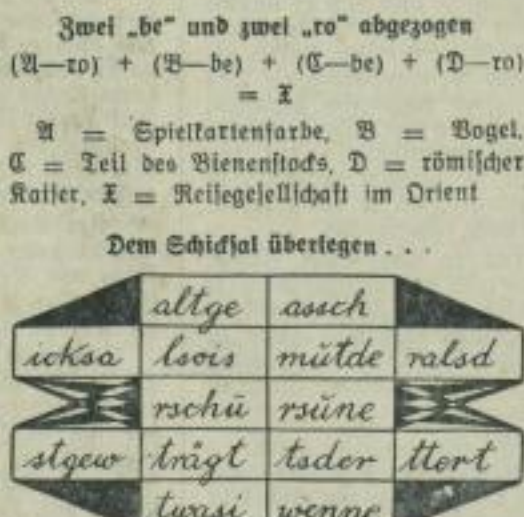 Zwei „be“ und zwei „ro“ abgezogen
(A—ro) + (B—be) + (C—be) + (D—ro)
= X
A = Spielkartenfarbe, B = Vogel,
C = Teil des Bienenstocks, D = römischer
Kaiser, X = Reisegesellschaft im Orient
Dem Schicksal überlegen . . .
altge assch
icksa lsois mütde ralsd
rschü rsüne
stgew trägt tsder ttert
twasi wenne